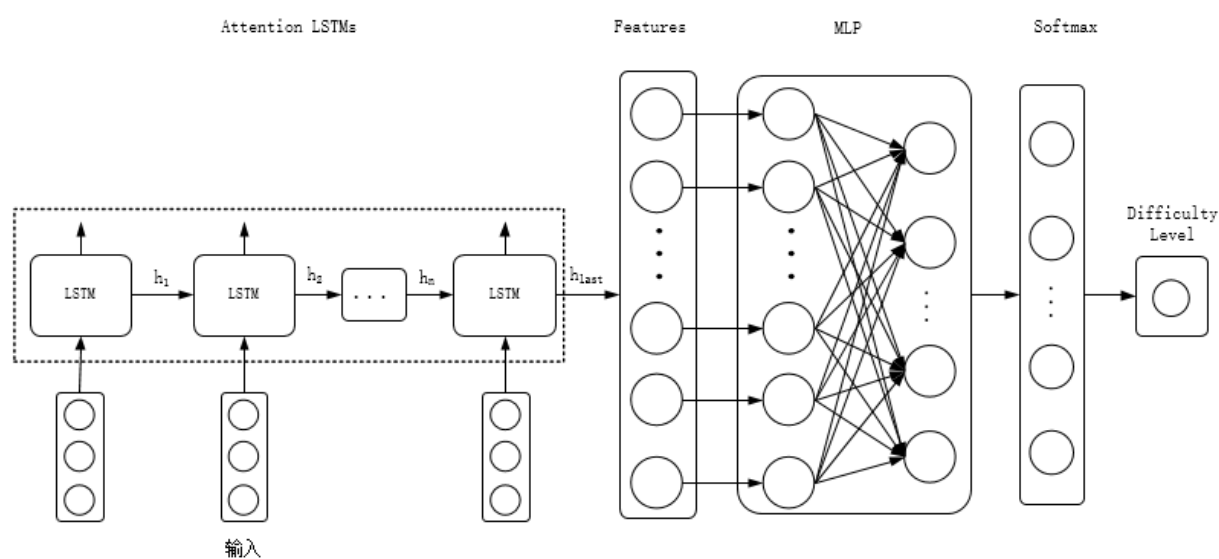 Attention LSTMs
Features
MLP
Softmax
LSTM
h1
LSTM
h2
...
hn
LSTM
hlast
Difficulty
Level
输入